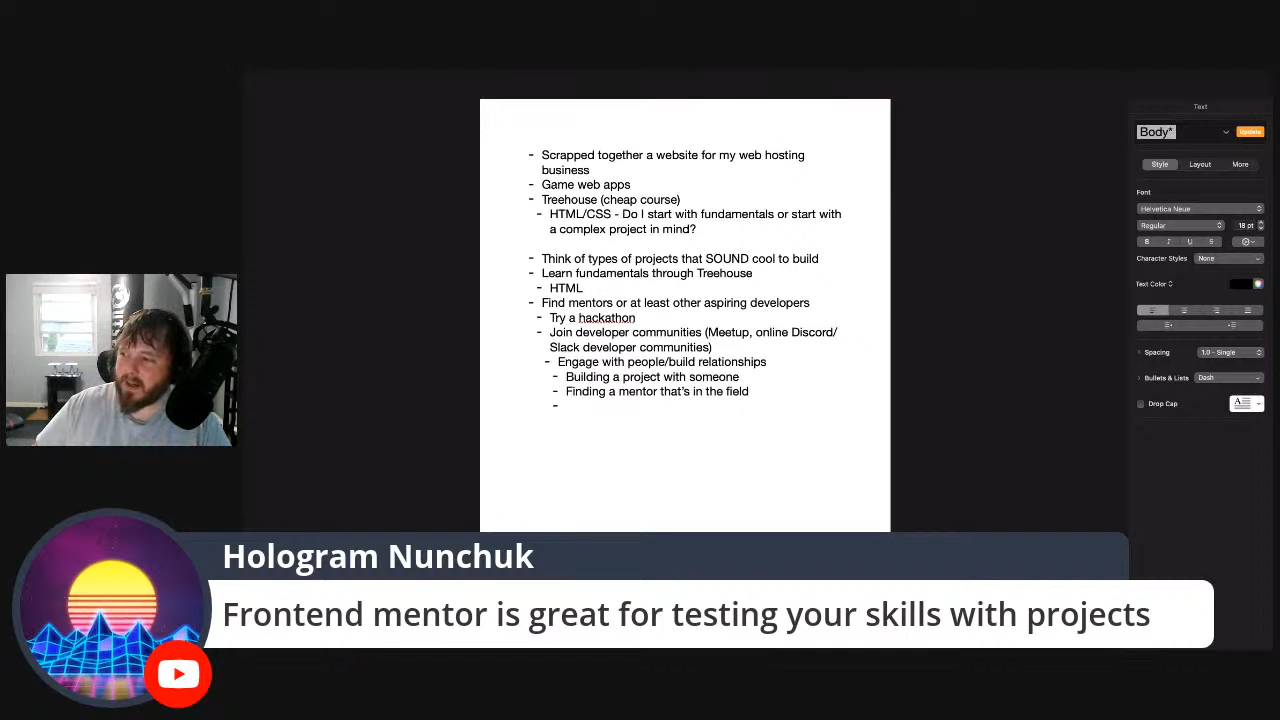 Text
Body*
Update
Style Layout More
Font
Helvetica Neue
Regular 18 pt
B I U S
Character Styles None
Text Color
Spacing 1.0 - Single
Bullets & Lists Dash
Drop Cap
- Scrapped together a website for my web hosting
business
- Game web apps
- Treehouse (cheap course)
- HTML/CSS - Do I start with fundamentals or start with
a complex project in mind?
- Think of types of projects that SOUND cool to build
- Learn fundamentals through Treehouse
- HTML
- Find mentors or at least other aspiring developers
- Try a hackathon
- Join developer communities (Meetup, online Discord/
Slack developer communities)
- Engage with people/build relationships
- Building a project with someone
- Finding a mentor that's in the field
-
Hologram Nunchuk
Frontend mentor is great for testing your skills with projects